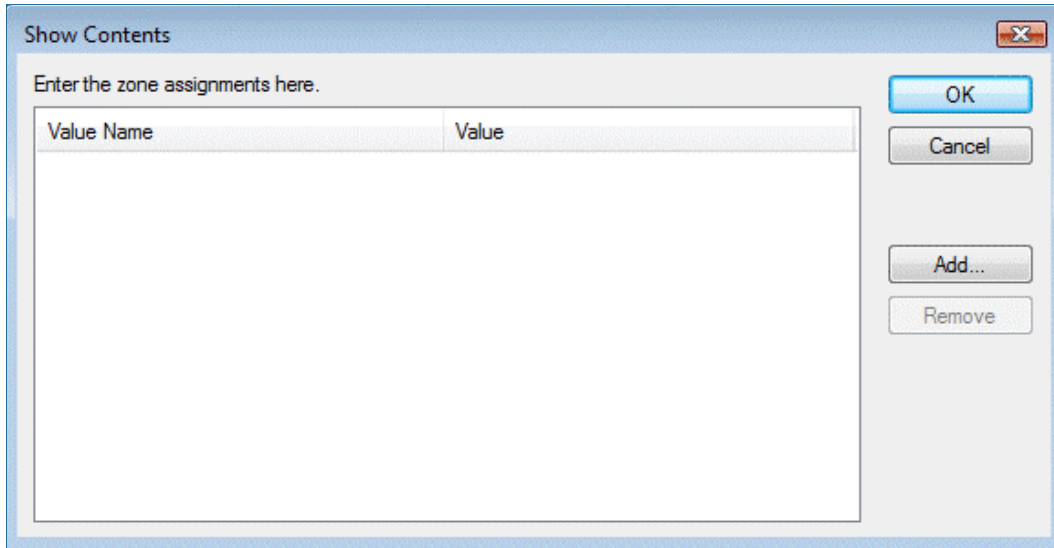 Show Contents
Enter the zone assignments here.
OK
Value Name Value
Cancel
Add...
Remove